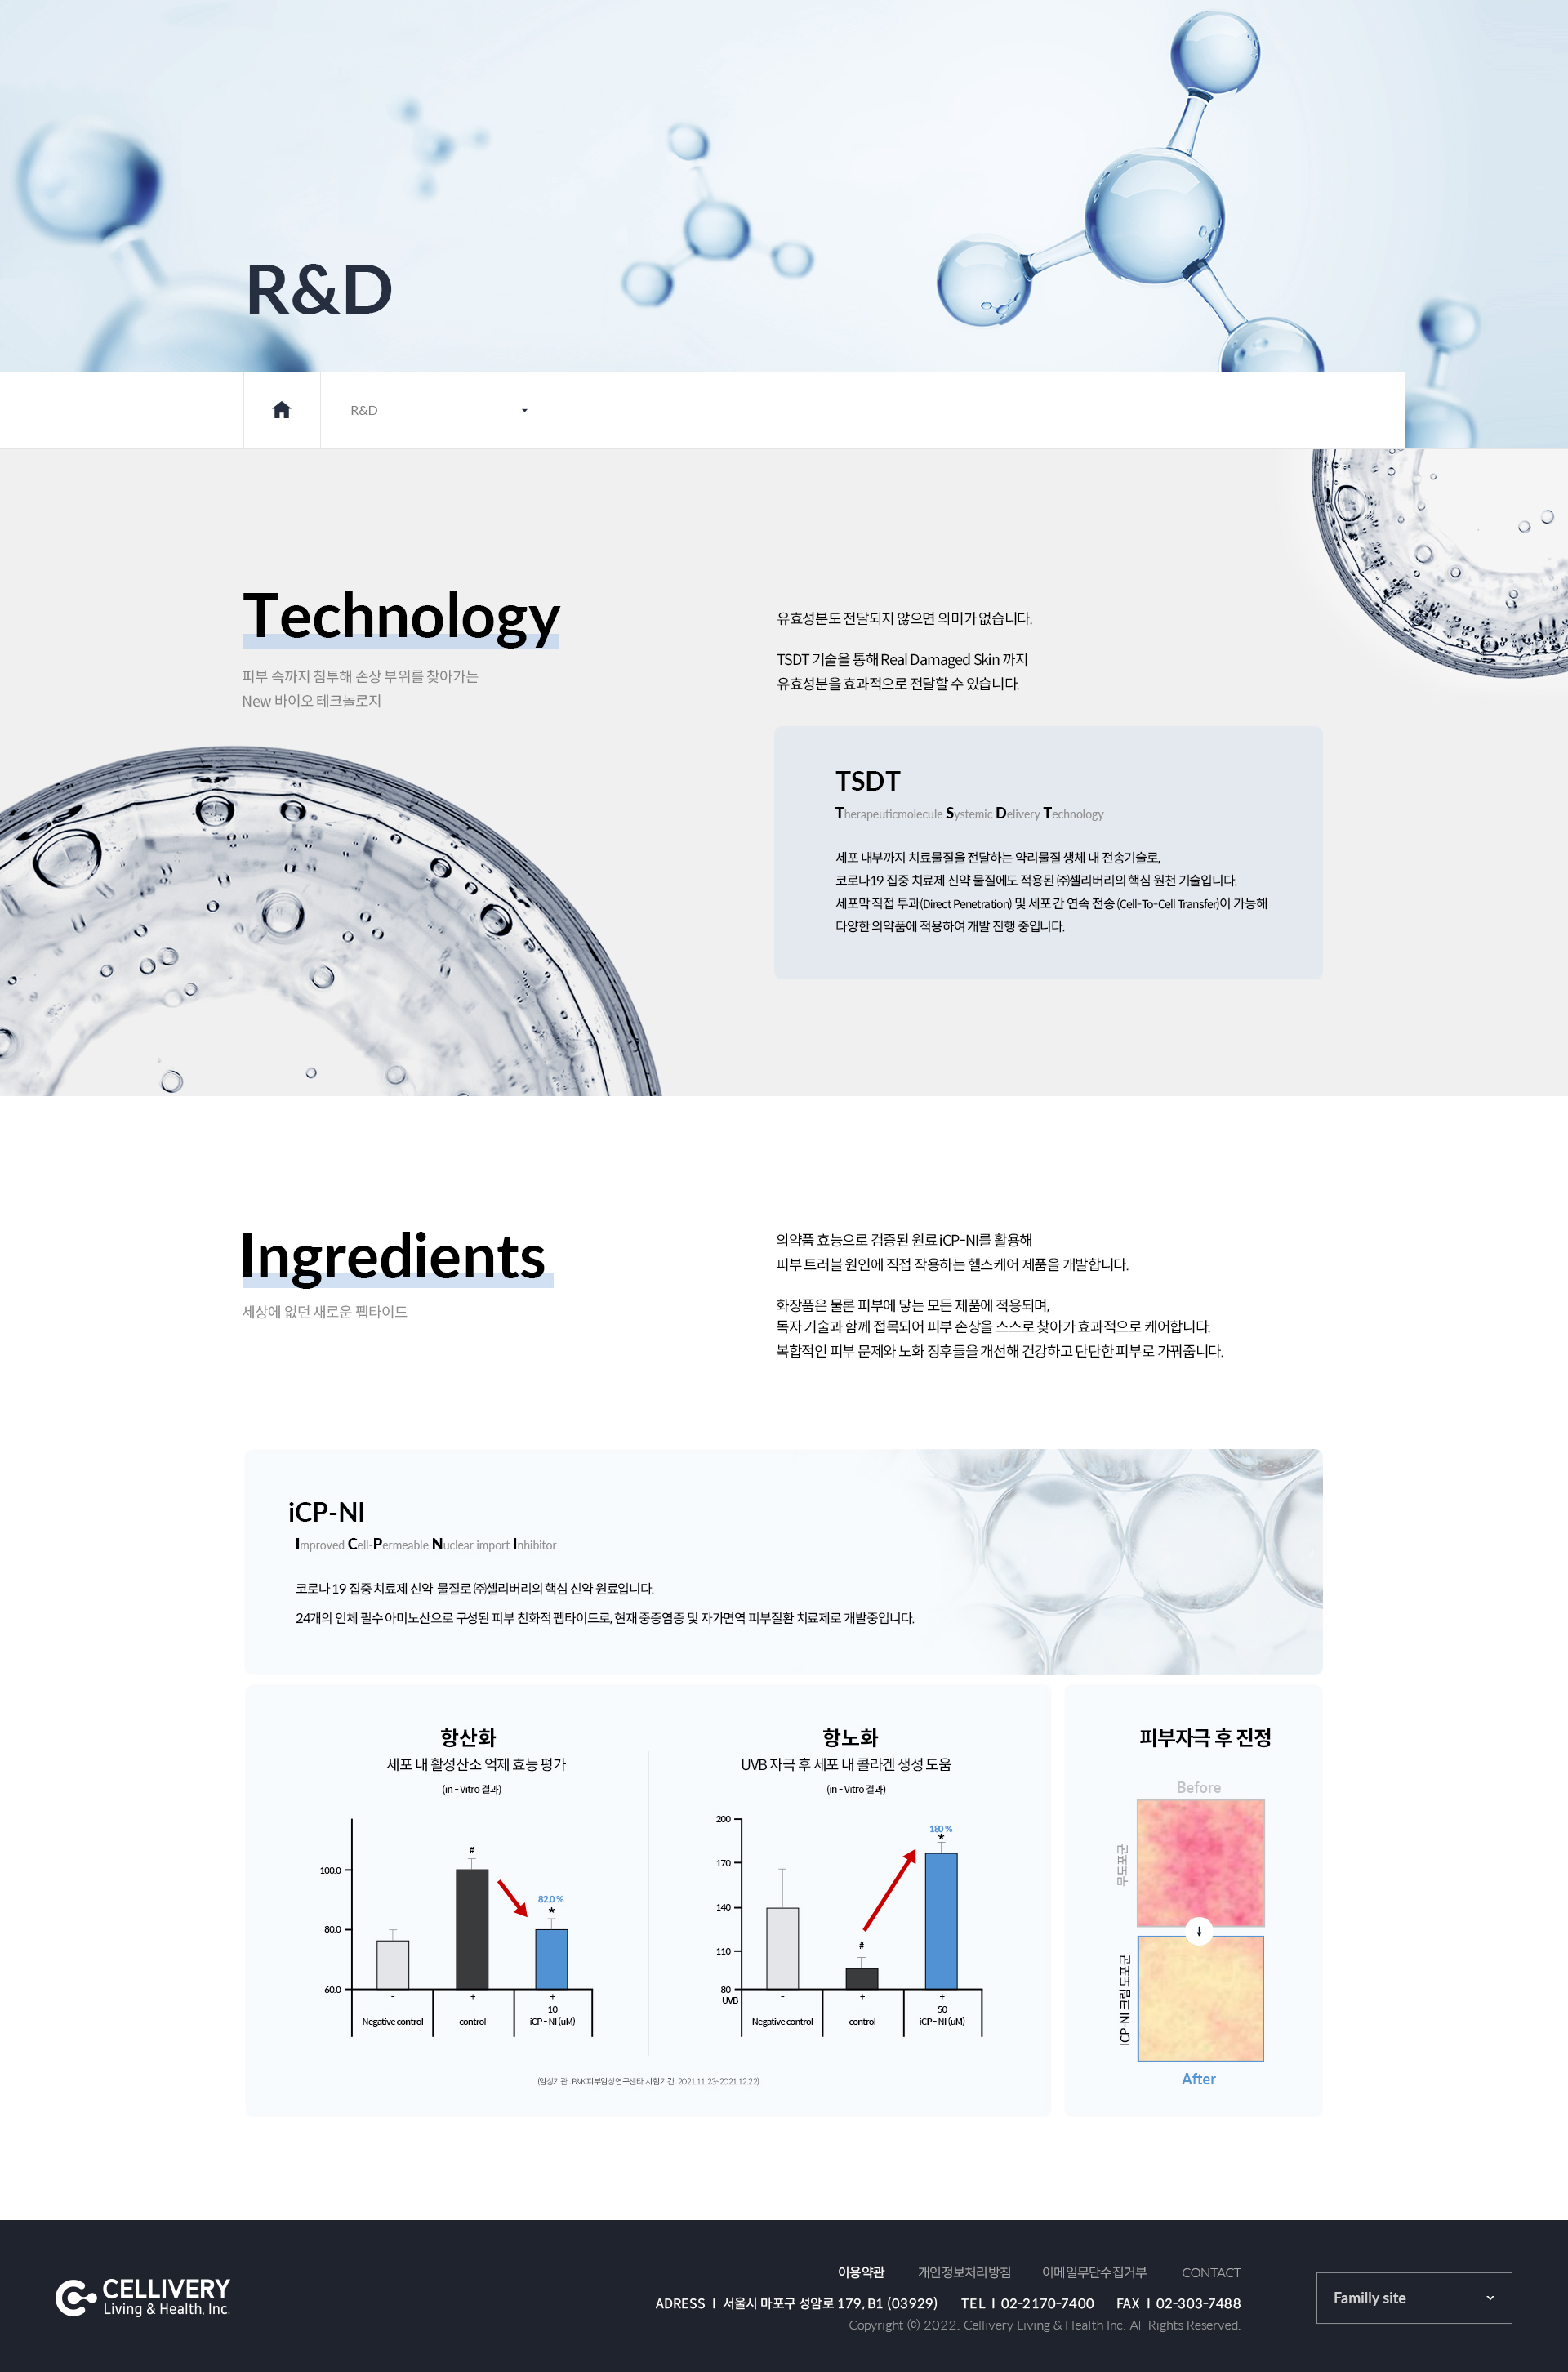 R&D
R&D
Technology
피부 속까지 침투해 손상 부위를 찾아가는
New 바이오 테크놀로지
유효성분도 전달되지 않으면 의미가 없습니다.
TSDT 기술을 통해 Real Damaged Skin 까지
유효성분을 효과적으로 전달할 수 있습니다.
TSDT
Therapeuticmolecule Systemic Delivery Technology
세포 내부까지 치료물질을 전달하는 약리물질 생체 내 전송기술로,
코로나19 집중 치료제 신약 물질에도 적용된 ㈜셀리버리의 핵심 원천 기술입니다.
세포막 직접 투과(Direct Penetration) 및 세포 간 연속 전송 (Cell-To-Cell Transfer)이 가능해
다양한 의약품에 적용하여 개발 진행 중입니다.
Ingredients
세상에 없던 새로운 펩타이드
의약품 효능으로 검증된 원료 iCP-NI를 활용해
피부 트러블 원인에 직접 작용하는 헬스케어 제품을 개발합니다.
화장품은 물론 피부에 닿는 모든 제품에 적용되며,
독자 기술과 함께 접목되어 피부 손상을 스스로 찾아가 효과적으로 케어합니다.
복합적인 피부 문제와 노화 징후들을 개선해 건강하고 탄탄한 피부로 가꿔줍니다.
iCP-NI
Improved Cell-Permeable Nuclear import Inhibitor
코로나 19 집중 치료제 신약 물질로 ㈜셀리버리의 핵심 신약 원료입니다.
24개의 인체 필수 아미노산으로 구성된 피부 친화적 펩타이드로, 현재 중증염증 및 자가면역 피부질환 치료제로 개발중입니다.
항산화
세포 내 활성산소 억제 효능 평가
(in - Vitro 결과)
100.0
80.0
60.0
#
82.0 %
★
- + +
- - 10
Negative control control iCP - NI (uM)
항노화
UVB 자극 후 세포 내 콜라겐 생성 도움
(in - Vitro 결과)
200
170
140
110
80
UVB
#
180 %
★
- + +
- - 50
Negative control control iCP - NI (uM)
(임상기관 : P&K 피부임상연구센타, 시험기간 : 2021.11.23~2021.12.22)
피부자극 후 진정
Before
무도포군
ICP-NI 크림도포군
After
CELLIVERY
Living & Health, Inc.
이용약관 | 개인정보처리방침 | 이메일무단수집거부 | CONTACT
ADRESS I 서울시 마포구 성암로 179, B1 (03929) TEL I 02-2170-7400 FAX I 02-303-7488
Copyright (c) 2022. Cellivery Living & Health Inc. All Rights Reserved.
Familly site